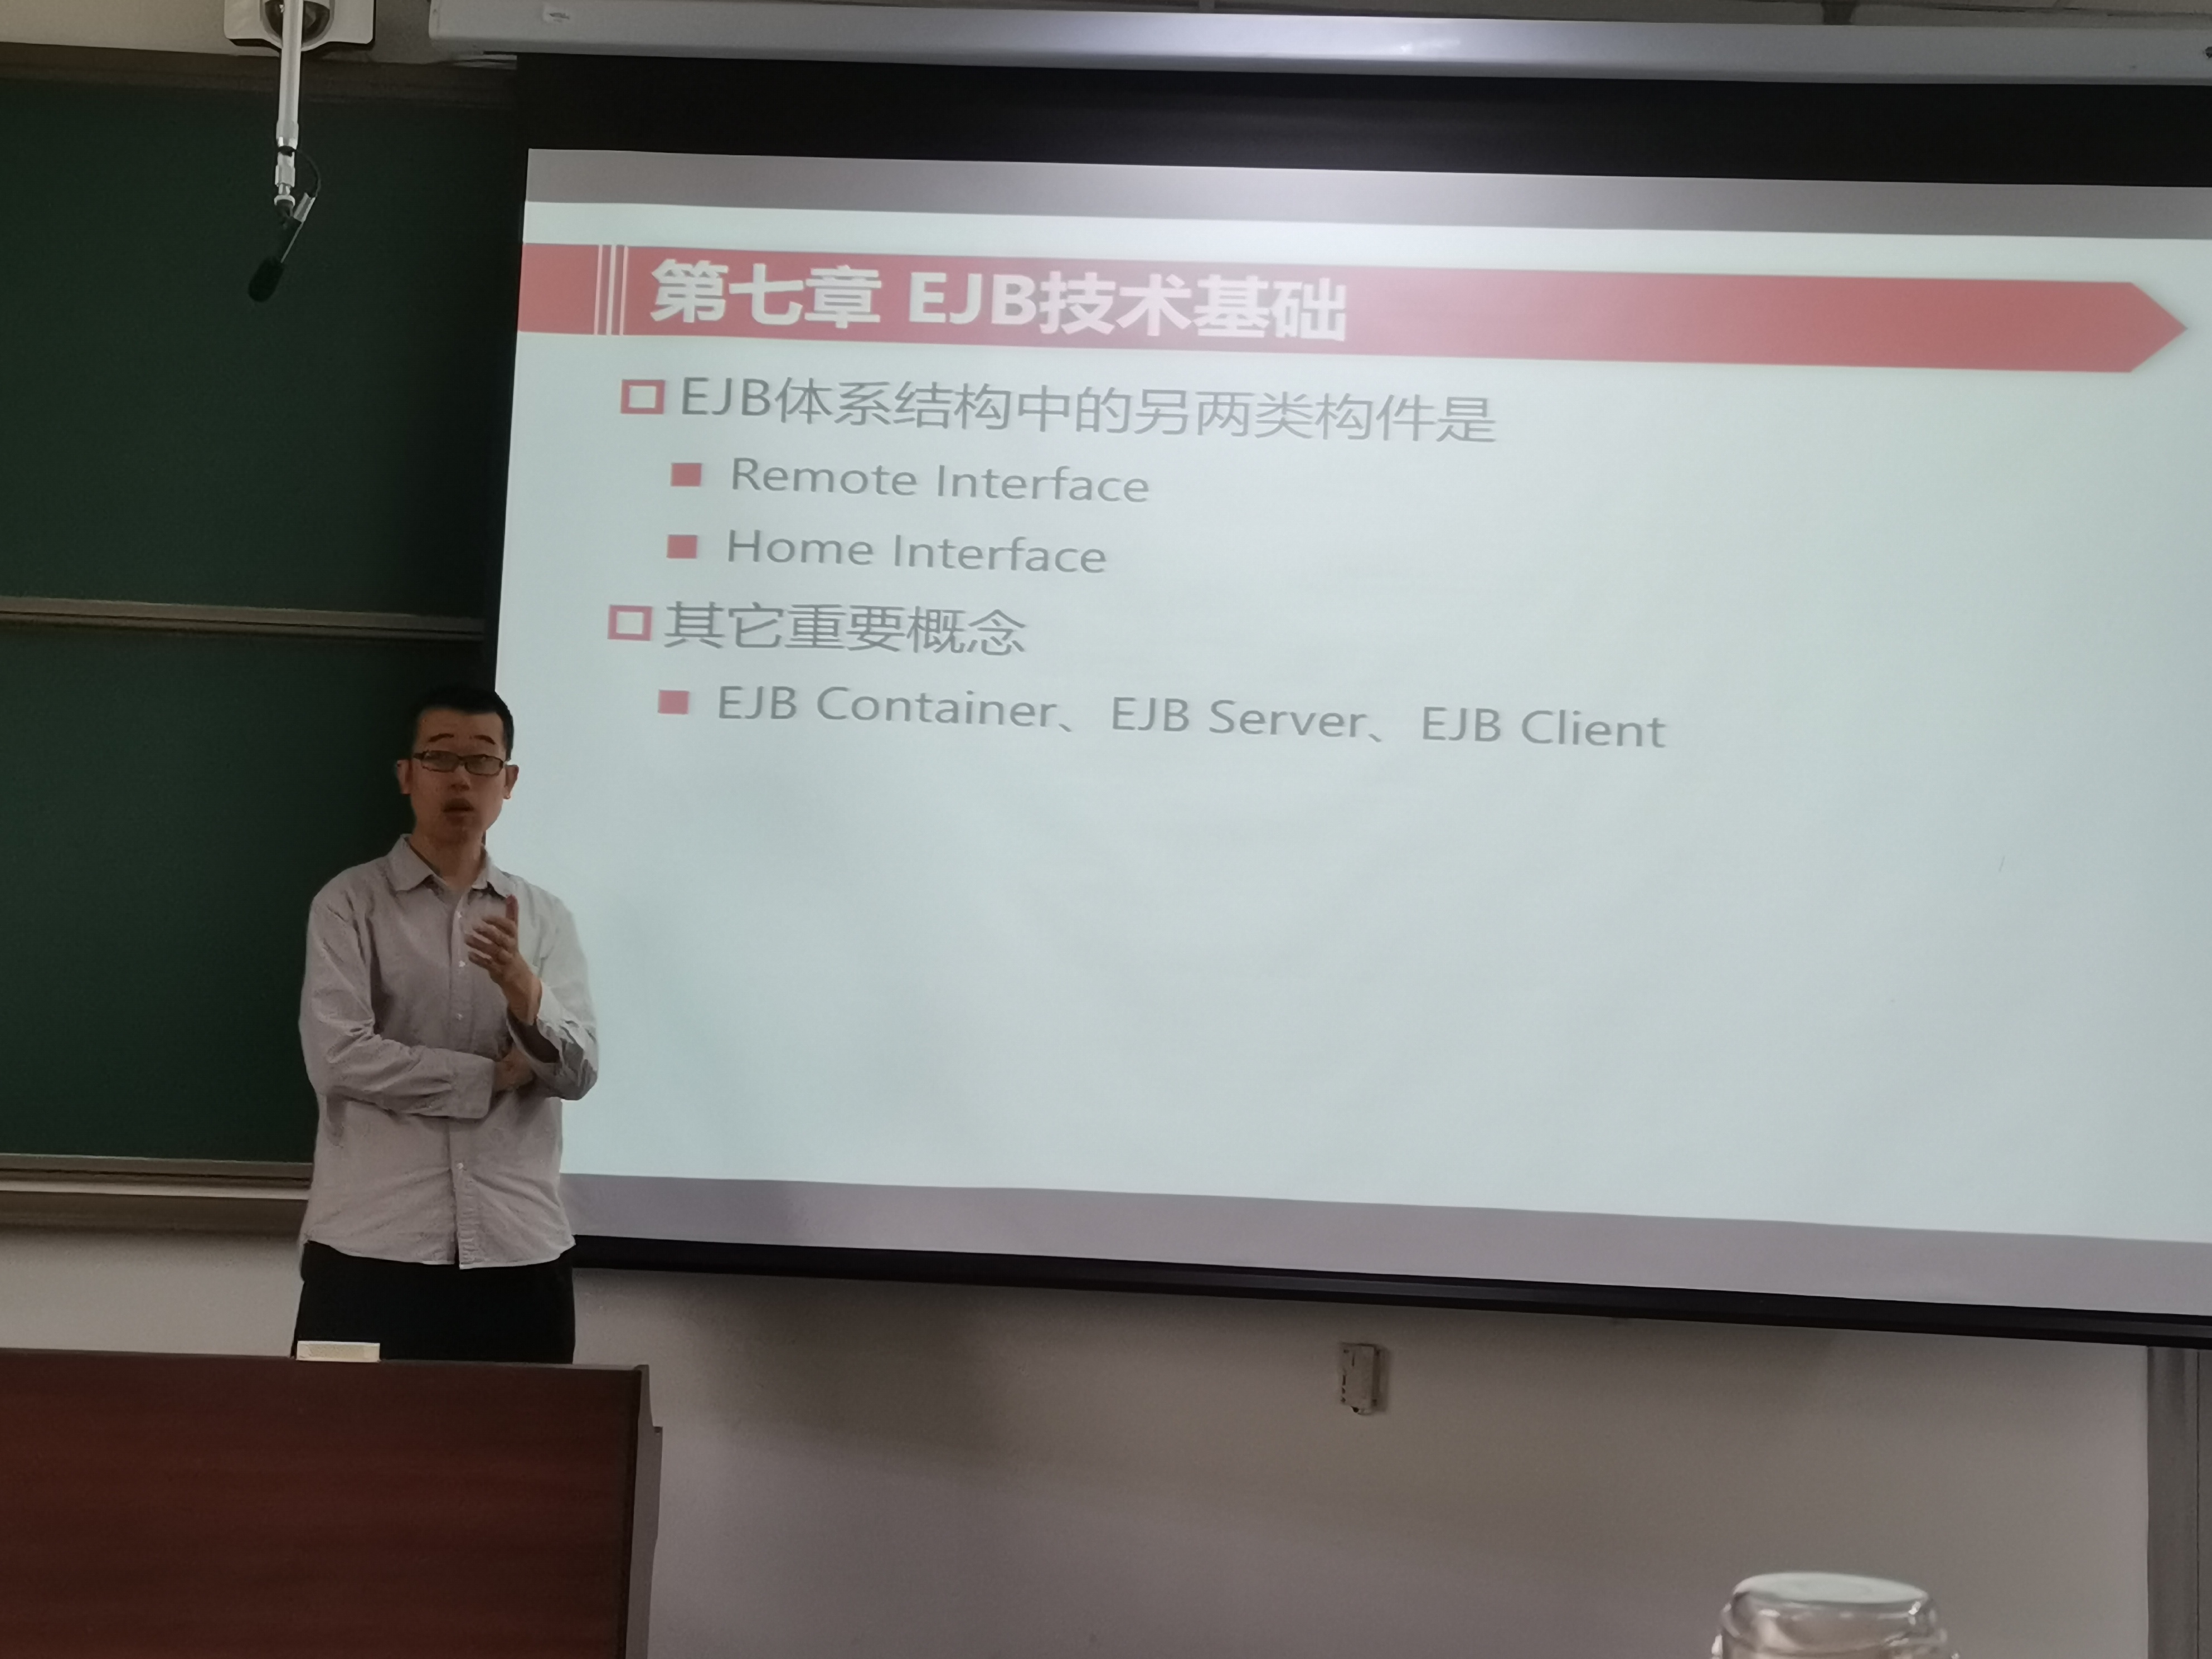 第七章 EJB技术基础
EJB体系结构中的另两类构件是
Remote Interface
Home Interface
其它重要概念
EJB Container、EJB Server、EJB Client